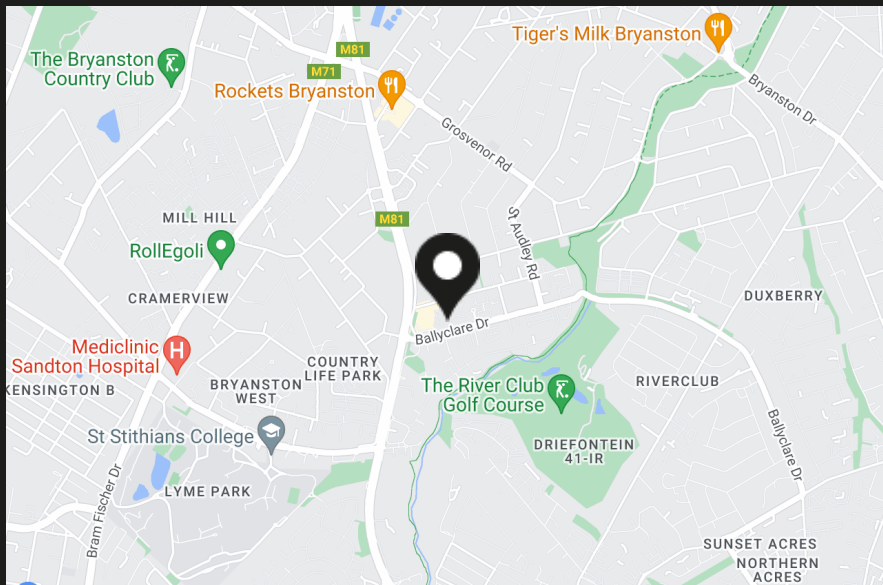 Tiger's Milk Bryanston
M81
The Bryanston
Country Club
M71
Rockets Bryanston
Bryanston Dr
Grosvenor Rd
MILL HILL
M81
St Audley Rd
RollEgoli
CRAMERVIEW
DUXBERRY
Ballyclare Dr
Mediclinic
Sandton Hospital
COUNTRY
LIFE PARK
KENSINGTON B
BRYANSTON
WEST
The River Club
Golf Course
RIVERCLUB
St Stithians College
DRIEFONTEIN
41-IR
Ballyclare Dr
LYME PARK
Bram Fischer Dr
SUNSET ACRES
NORTHERN
ACRES